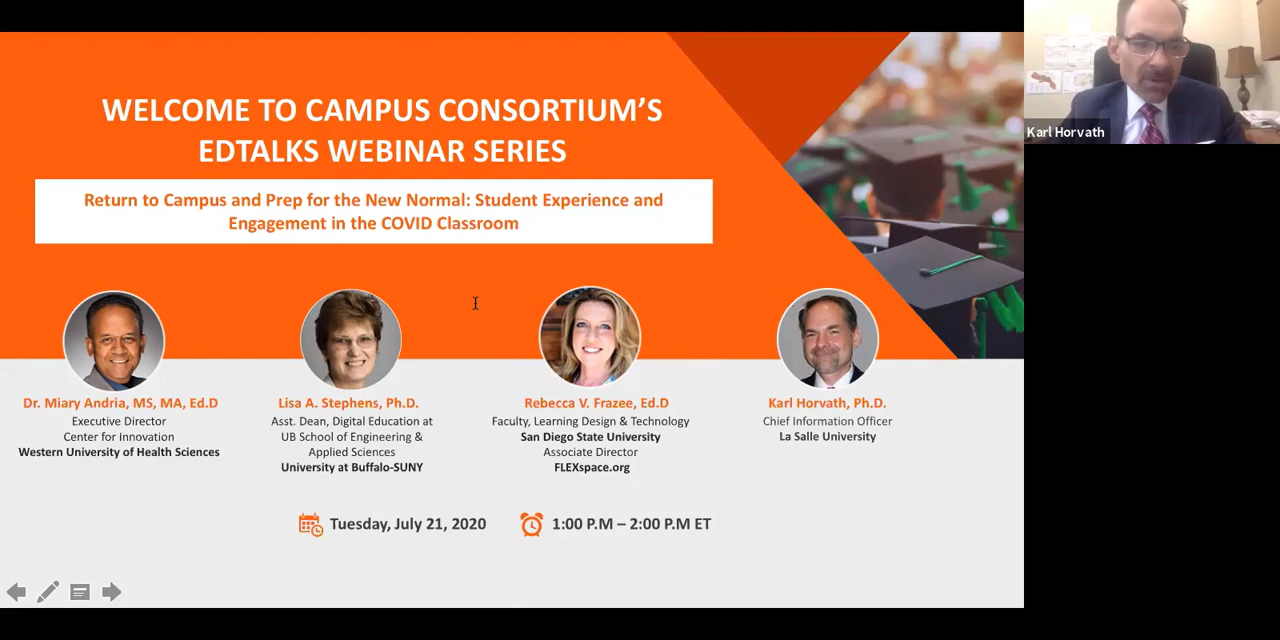 WELCOME TO CAMPUS CONSORTIUM'S
EDTALKS WEBINAR SERIES
Return to Campus and Prep for the New Normal: Student Experience and
Engagement in the COVID Classroom
Dr. Miary Andria, MS, MA, Ed.D
Executive Director
Center for Innovation
Western University of Health Sciences
Lisa A. Stephens, Ph.D.
Asst. Dean, Digital Education at
UB School of Engineering &
Applied Sciences
University at Buffalo-SUNY
Rebecca V. Frazee, Ed.D
Faculty, Learning Design & Technology
San Diego State University
Associate Director
FLEXspace.org
Karl Horvath, Ph.D.
Chief Information Officer
La Salle University
Tuesday, July 21, 2020
1:00 P.M – 2:00 P.M ET
Karl Horvath